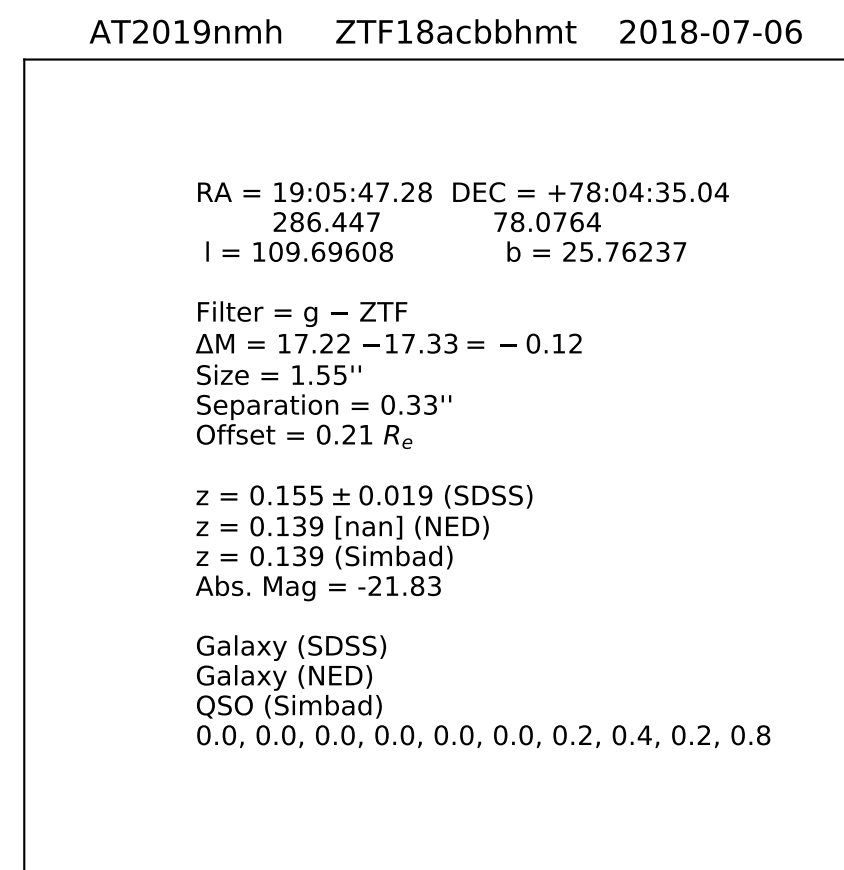 AT2019nmh ZTF18acbbhmt 2018-07-06
RA = 19:05:47.28 DEC = +78:04:35.04
286.447 78.0764
l = 109.69608 b = 25.76237
Filter = g − ZTF
ΔM = 17.22 −17.33 = − 0.12
Size = 1.55''
Separation = 0.33''
Offset = 0.21 Re
z = 0.155 ± 0.019 (SDSS)
z = 0.139 [nan] (NED)
z = 0.139 (Simbad)
Abs. Mag = -21.83
Galaxy (SDSS)
Galaxy (NED)
QSO (Simbad)
0.0, 0.0, 0.0, 0.0, 0.0, 0.0, 0.2, 0.4, 0.2, 0.8